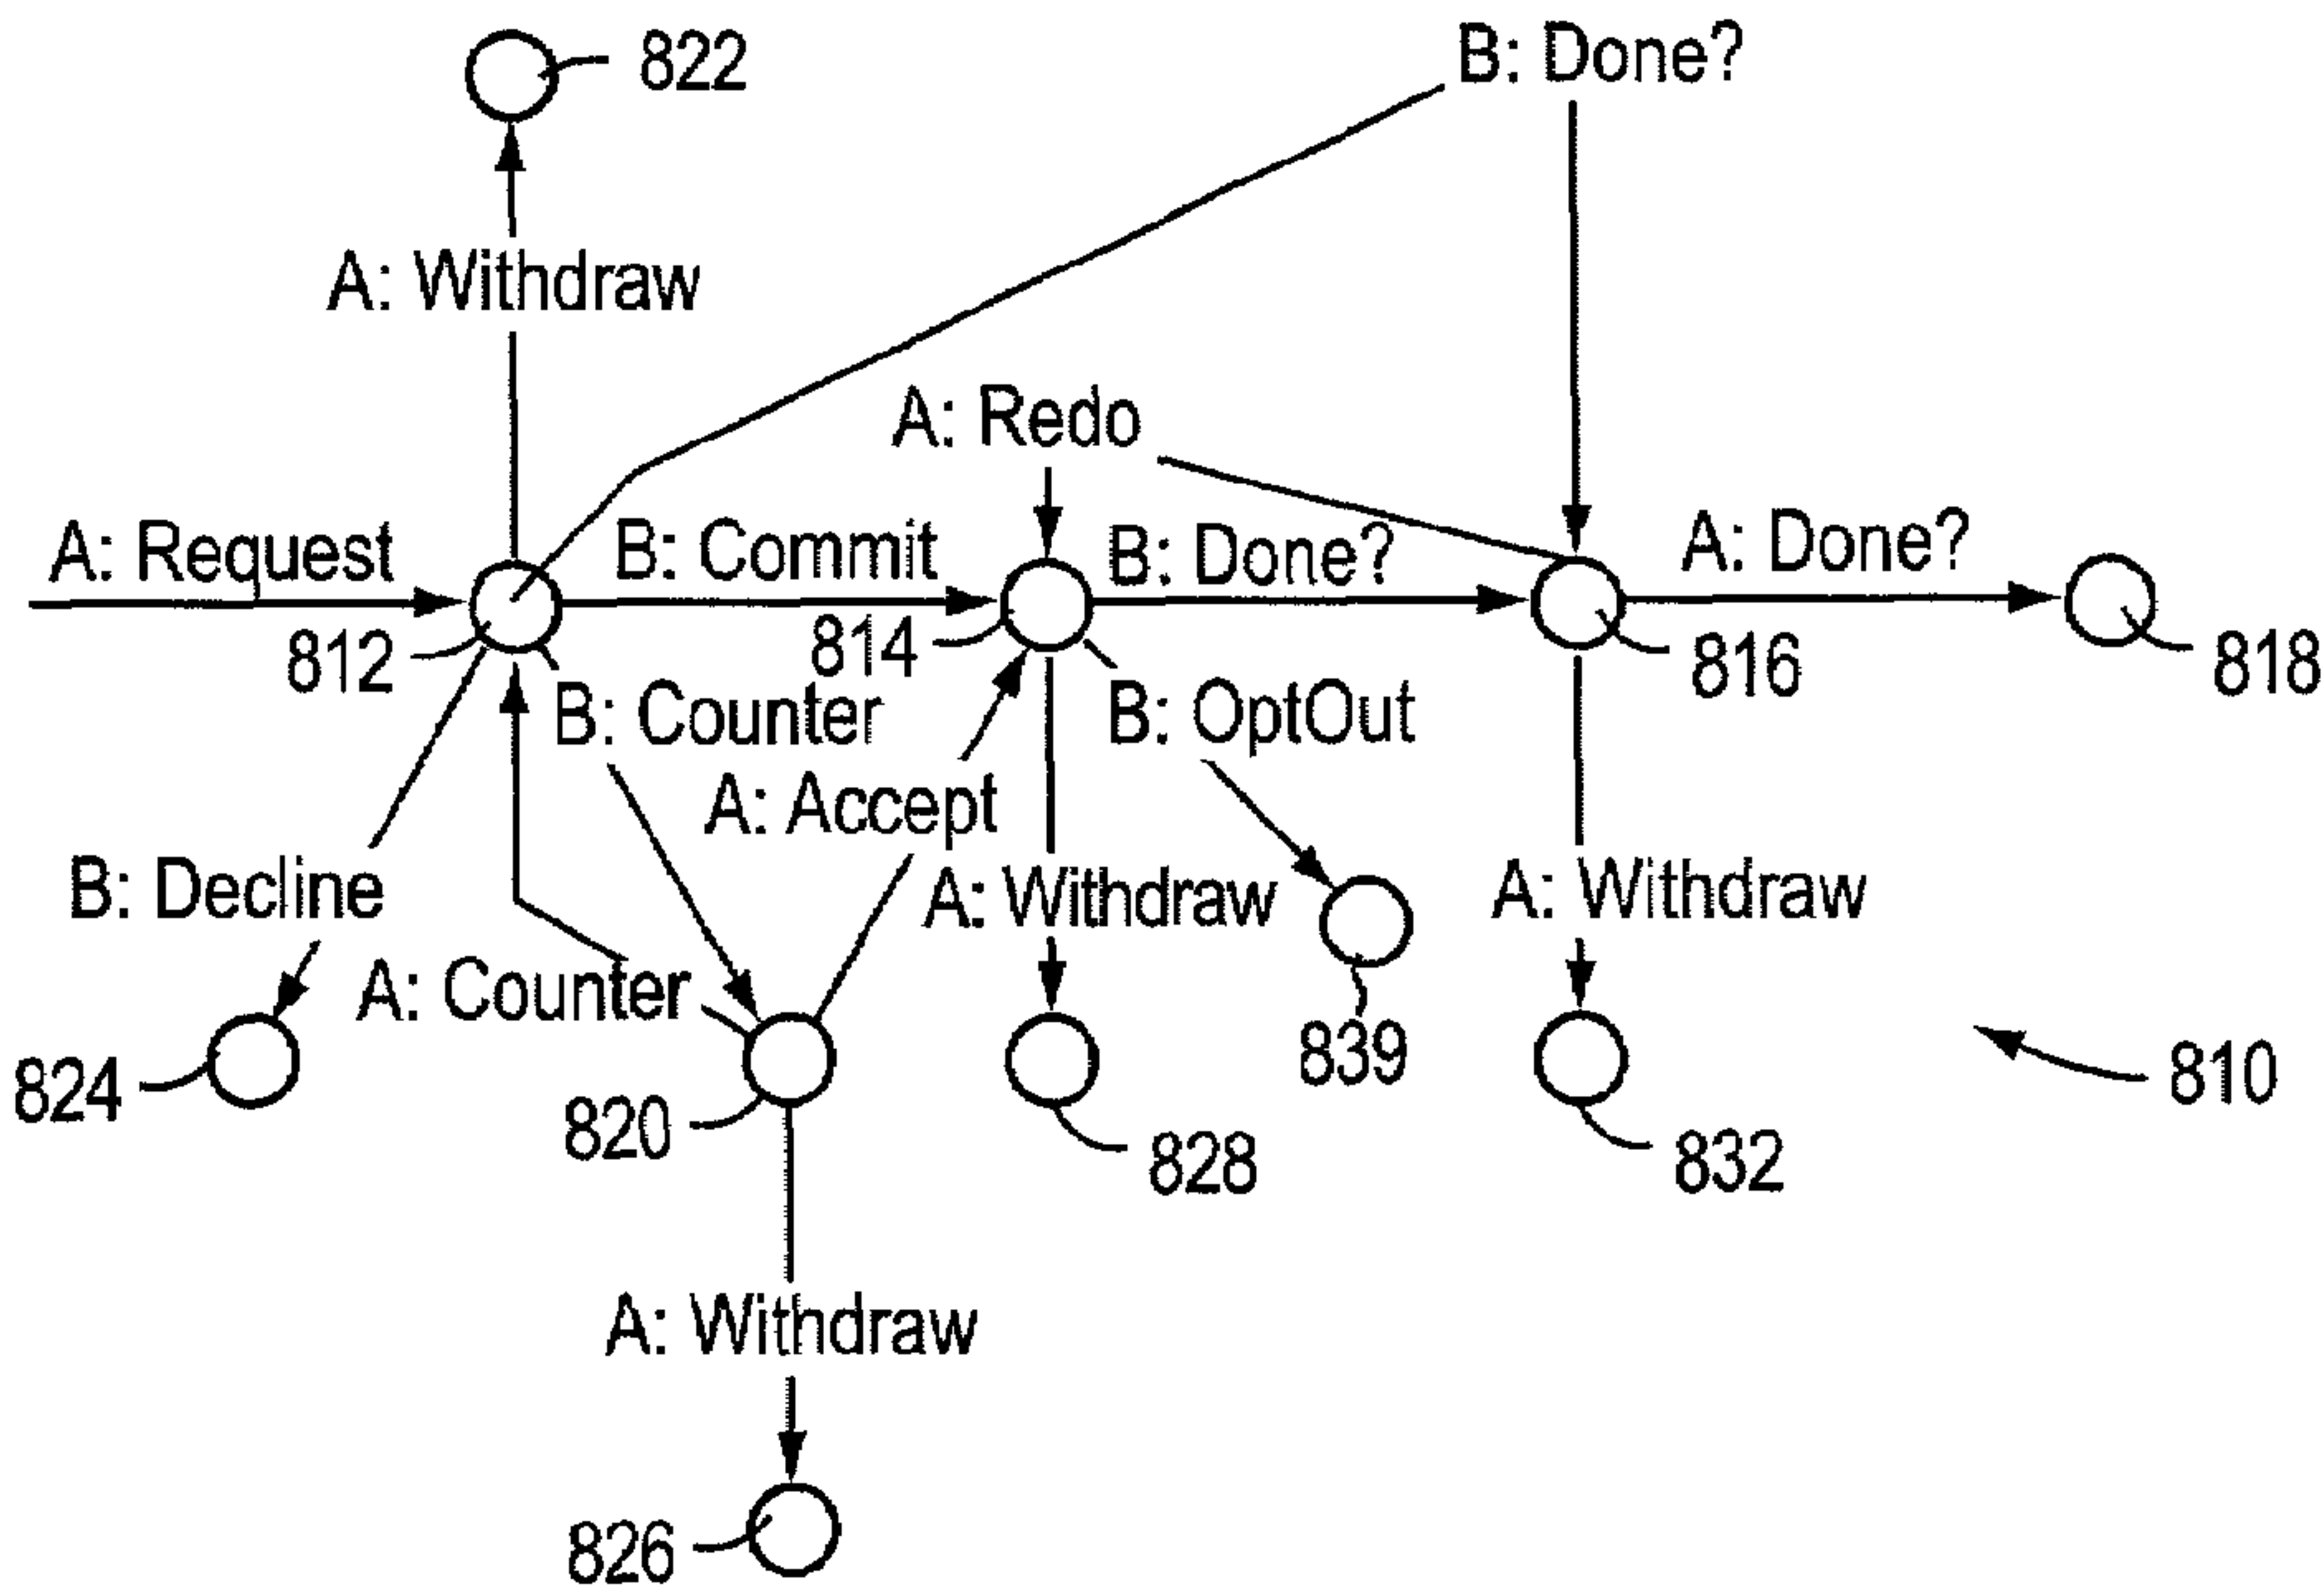 822
B: Done?
A: Withdraw
A: Redo
A: Request
B: Commit
B: Done?
A: Done?
812
814
816
818
B: Counter
B: OptOut
A: Accept
B: Decline
A: Withdraw
A: Withdraw
A: Counter
824
820
828
839
832
810
A: Withdraw
826